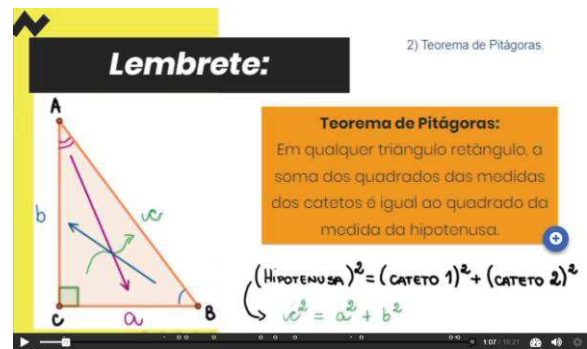 2) Teorema de Pitágoras.
Lembrete:
Teorema de Pitágoras:
Em qualquer triângulo retângulo, a
soma dos quadrados das medidas
dos catetos é igual ao quadrado da
medida da hipotenusa.
A
b
c
C
a
B
(HIPOTENUSA)² = (CATETO 1)² + (CATETO 2)²
c² = a² + b²
1:07 / 16:21